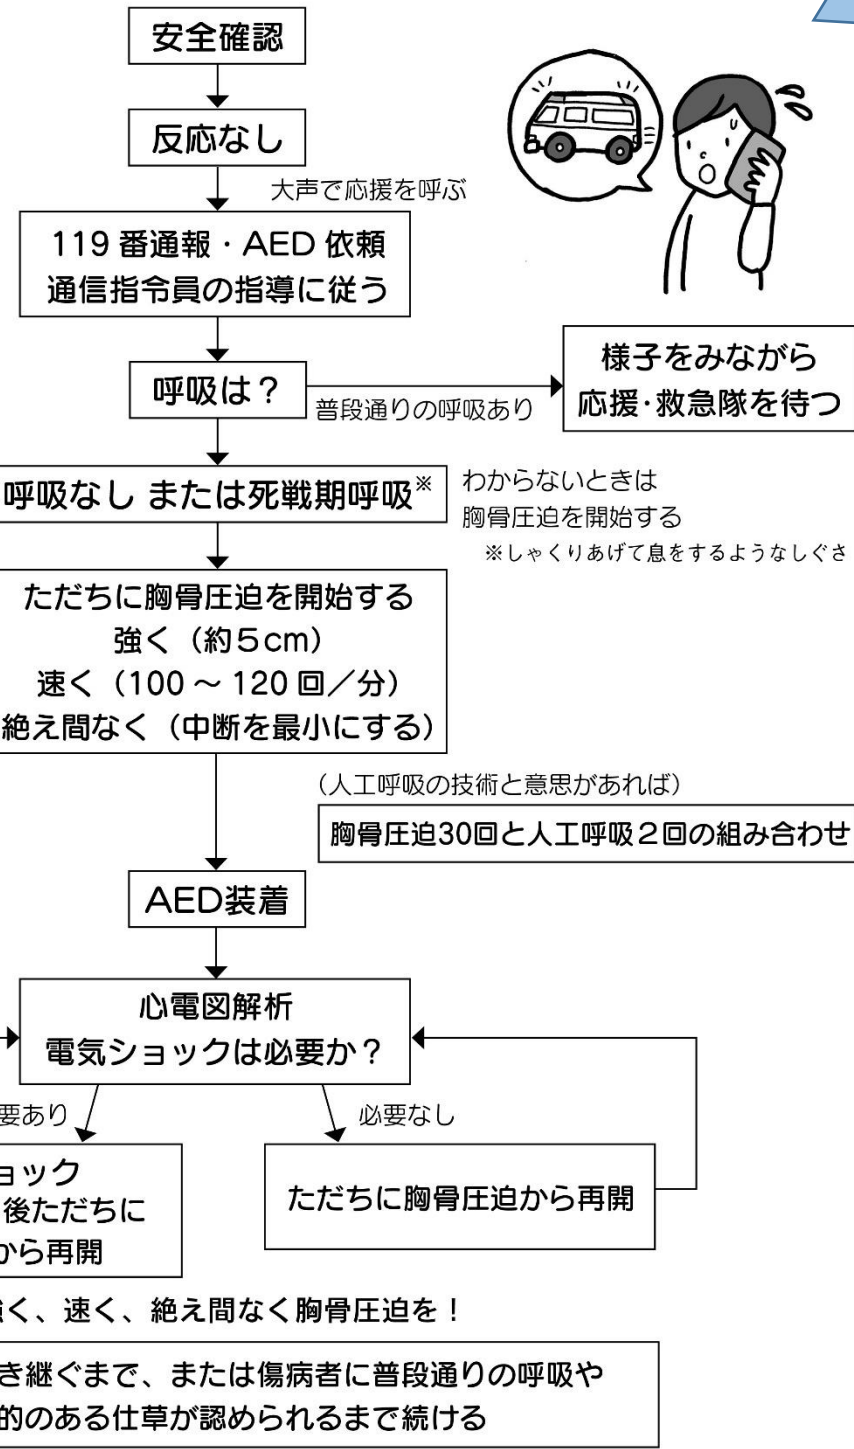 安全確認
反応なし
大声で応援を呼ぶ
119番通報・AED依頼
通信指令員の指導に従う
呼吸は?
普段通りの呼吸あり
様子をみながら
応援・救急隊を待つ
呼吸なし または死戦期呼吸※
わからないときは
胸骨圧迫を開始する
※しゃくりあげて息をするようなしぐさ
ただちに胸骨圧迫を開始する
強く(約5cm)
速く(100～120回/分)
絶え間なく(中断を最小にする)
(人工呼吸の技術と意思があれば)
胸骨圧迫30回と人工呼吸2回の組み合わせ
AED装着
心電図解析
電気ショックは必要か?
要あり
必要なし
ョック
後ただちに
から再開
ただちに胸骨圧迫から再開
く、速く、絶え間なく胸骨圧迫を!
き継ぐまで、または傷病者に普段通りの呼吸や
的のある仕草が認められるまで続ける